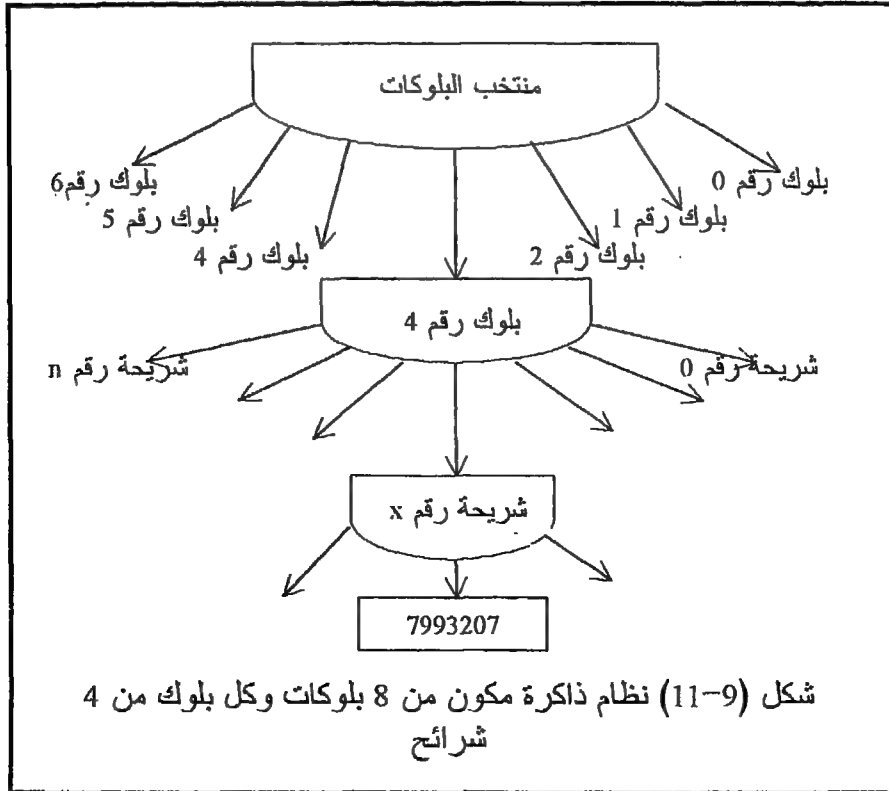 منتخب البلوكات
بلوك رقم 0
بلوك رقم 1
بلوك رقم 2
بلوك رقم 4
بلوك رقم 5
بلوك رقم6
بلوك رقم 4
شريحة رقم 0
شريحة رقم n
شريحة رقم x
7993207
شكل (9-11) نظام ذاكرة مكون من 8 بلوكات وكل بلوك من 4
شرائح